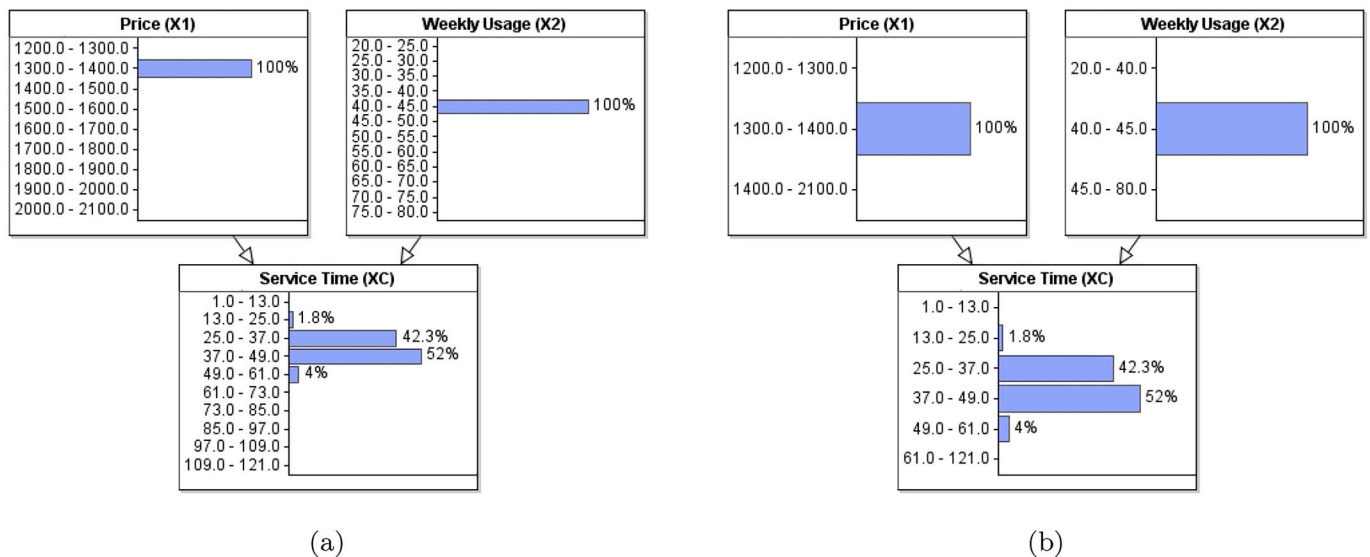 Price (X1)
1200.0 - 1300.0
1300.0 - 1400.0
100%
1400.0 - 1500.0
1500.0 - 1600.0
1600.0 - 1700.0
1700.0 - 1800.0
1800.0 - 1900.0
1900.0 - 2000.0
2000.0 - 2100.0
Weekly Usage (X2)
20.0 - 25.0
25.0 - 30.0
30.0 - 35.0
35.0 - 40.0
40.0 - 45.0
100%
45.0 - 50.0
50.0 - 55.0
55.0 - 60.0
60.0 - 65.0
65.0 - 70.0
70.0 - 75.0
75.0 - 80.0
Service Time (XC)
1.0 - 13.0
13.0 - 25.0
1.8%
25.0 - 37.0
42.3%
37.0 - 49.0
52%
49.0 - 61.0
4%
61.0 - 73.0
73.0 - 85.0
85.0 - 97.0
97.0 - 109.0
109.0 - 121.0
(a)
Price (X1)
1200.0 - 1300.0
1300.0 - 1400.0
100%
1400.0 - 2100.0
Weekly Usage (X2)
20.0 - 40.0
40.0 - 45.0
100%
45.0 - 80.0
Service Time (XC)
1.0 - 13.0
13.0 - 25.0
1.8%
25.0 - 37.0
42.3%
37.0 - 49.0
52%
49.0 - 61.0
4%
61.0 - 121.0
(b)